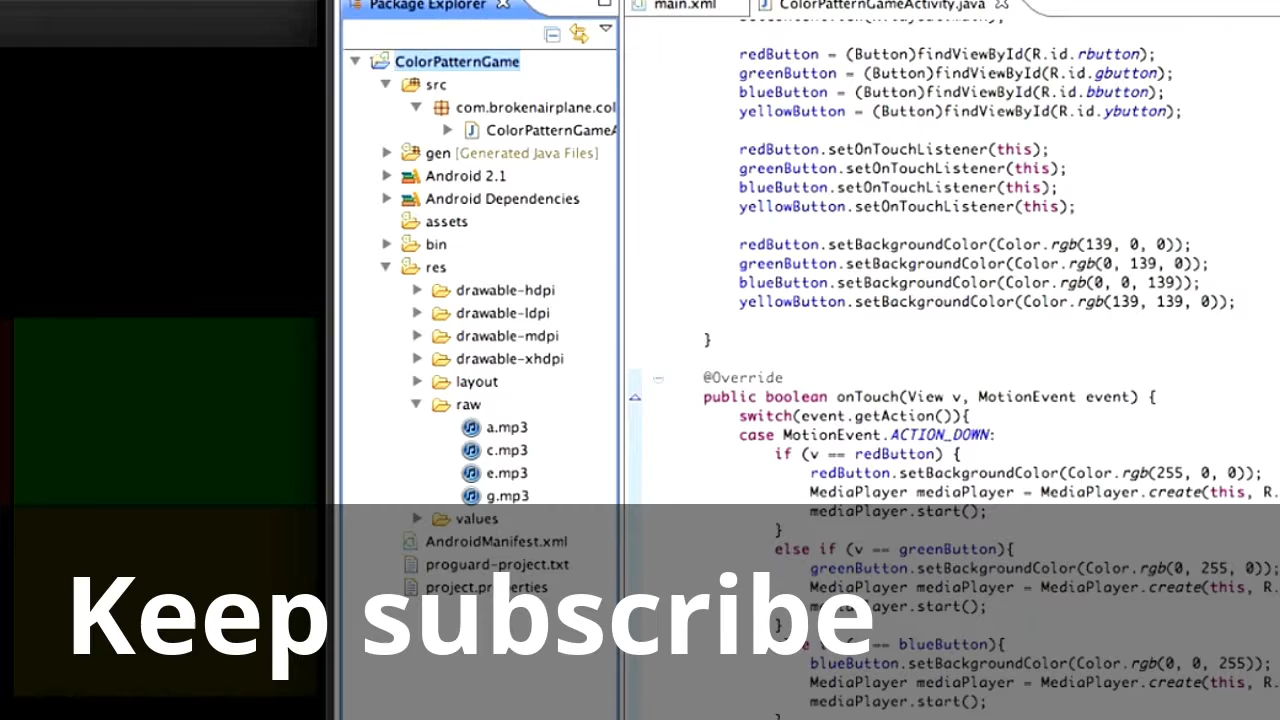 Package Explorer
ColorPatternGame
src
com.brokenairplane.col
ColorPatternGameA
gen [Generated Java Files]
Android 2.1
Android Dependencies
assets
bin
res
drawable-hdpi
drawable-ldpi
drawable-mdpi
drawable-xhdpi
layout
raw
a.mp3
c.mp3
e.mp3
g.mp3
values
AndroidManifest.xml
proguard-project.txt
project.properties
main.xml
ColorPatternGameActivity.java
redButton = (Button)findViewById(R.id.rbutton);
greenButton = (Button)findViewById(R.id.gbutton);
blueButton = (Button)findViewById(R.id.bbutton);
yellowButton = (Button)findViewById(R.id.ybutton);
redButton.setOnTouchListener(this);
greenButton.setOnTouchListener(this);
blueButton.setOnTouchListener(this);
yellowButton.setOnTouchListener(this);
redButton.setBackgroundColor(Color.rgb(139, 0, 0));
greenButton.setBackgroundColor(Color.rgb(0, 139, 0));
blueButton.setBackgroundColor(Color.rgb(0, 0, 139));
yellowButton.setBackgroundColor(Color.rgb(139, 139, 0));
}
@Override
public boolean onTouch(View v, MotionEvent event) {
switch(event.getAction()){
case MotionEvent.ACTION_DOWN:
if (v == redButton) {
redButton.setBackgroundColor(Color.rgb(255, 0, 0));
MediaPlayer mediaPlayer = MediaPlayer.create(this, R.
mediaPlayer.start();
}
else if (v == greenButton){
greenButton.setBackgroundColor(Color.rgb(0, 255, 0));
MediaPlayer mediaPlayer = MediaPlayer.create(this, R.
mediaPlayer.start();
}
== blueButton){
blueButton.setBackgroundColor(Color.rgb(0, 0, 255));
MediaPlayer mediaPlayer = MediaPlayer.create(this, R.
mediaPlayer.start();
Keep subscribe